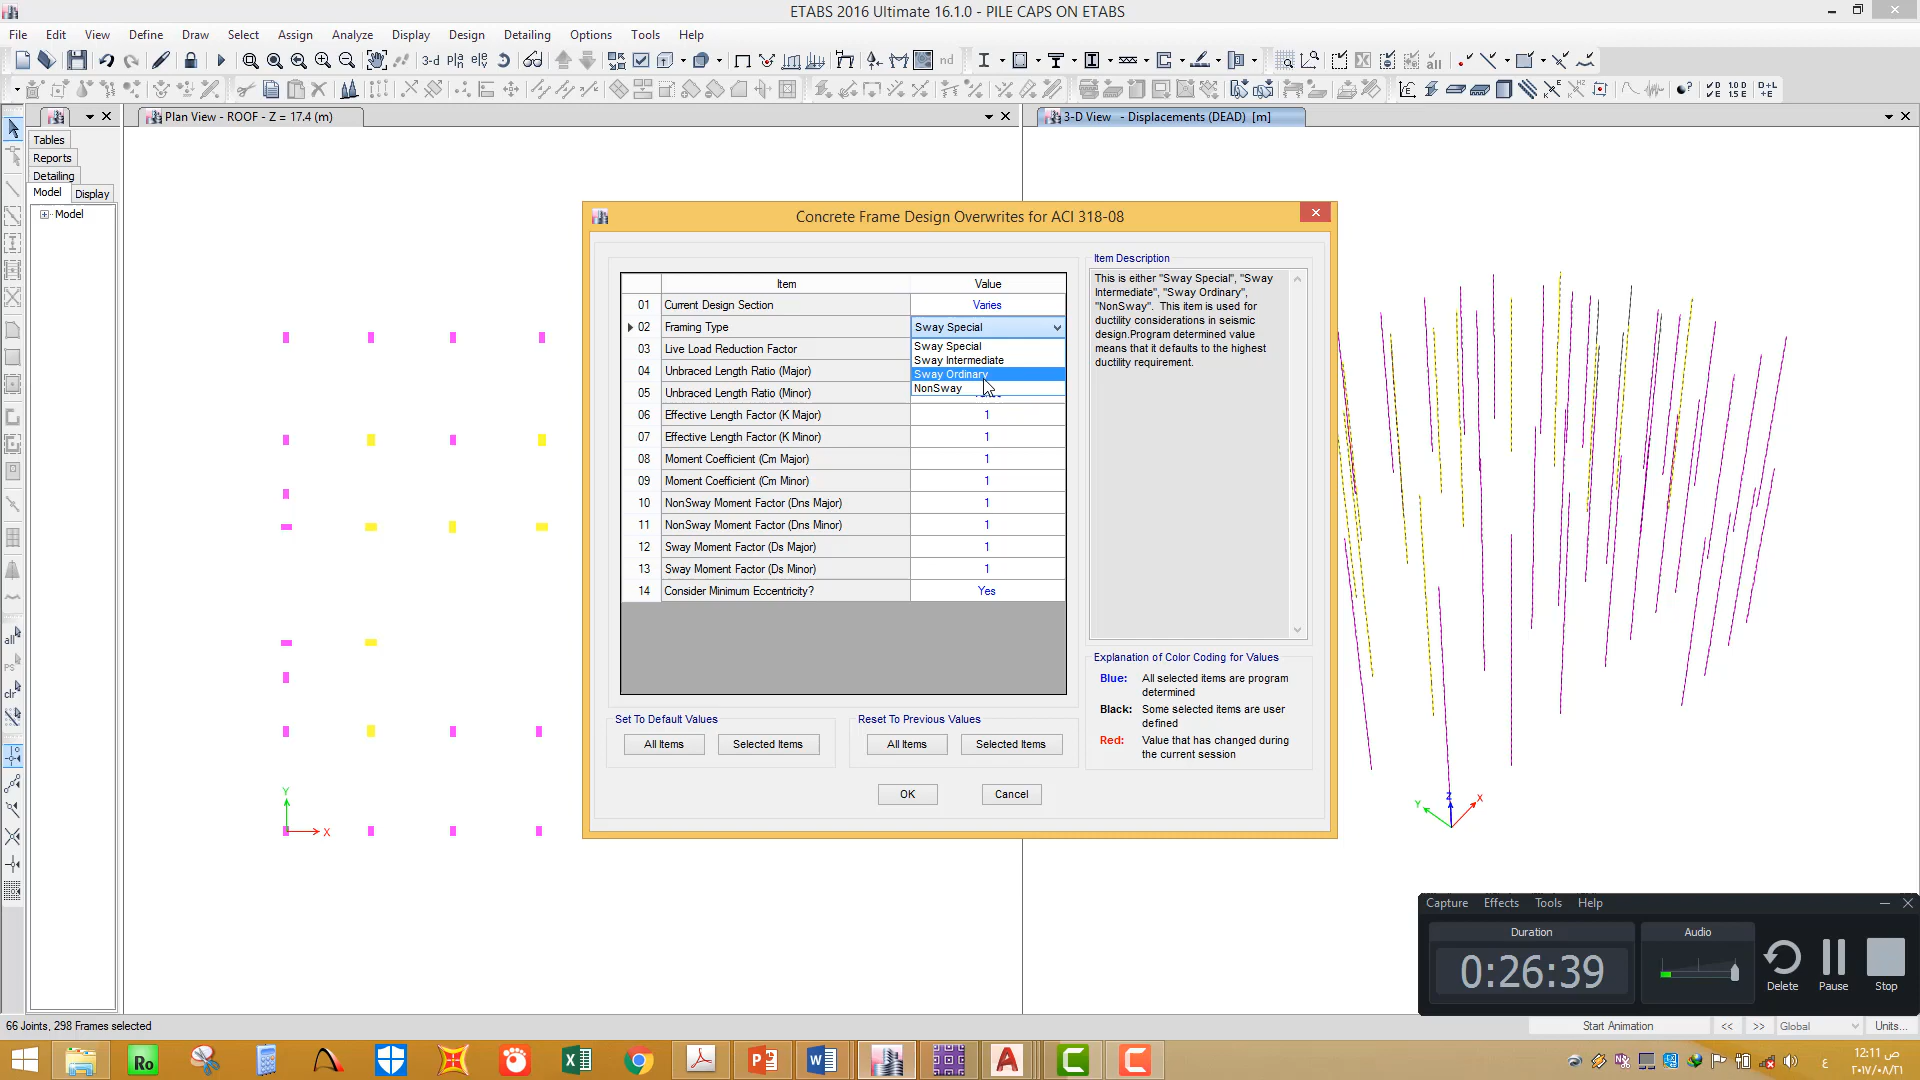 ETABS 2016 Ultimate 16.1.0 - PILE CAPS ON ETABS
File Edit View Define Draw Select Assign Analyze Display Design Detailing Options Tools Help
3-d nd all
Plan View - ROOF - Z = 17.4 (m)
3-D View - Displacements (DEAD) [m]
Tables
Reports
Detailing
Model Display
Model
all
ps
clr
Y
X
Concrete Frame Design Overwrites for ACI 318-08
Item Value
01 Current Design Section Varies
02 Framing Type Sway Special
03 Live Load Reduction Factor
04 Unbraced Length Ratio (Major)
05 Unbraced Length Ratio (Minor)
Sway Special
Sway Intermediate
Sway Ordinary
NonSway
06 Effective Length Factor (K Major) 1
07 Effective Length Factor (K Minor) 1
08 Moment Coefficient (Cm Major) 1
09 Moment Coefficient (Cm Minor) 1
10 NonSway Moment Factor (Dns Major) 1
11 NonSway Moment Factor (Dns Minor) 1
12 Sway Moment Factor (Ds Major) 1
13 Sway Moment Factor (Ds Minor) 1
14 Consider Minimum Eccentricity? Yes
Item Description
This is either "Sway Special", "Sway
Intermediate", "Sway Ordinary",
"NonSway". This item is used for
ductility considerations in seismic
design.Program determined value
means that it defaults to the highest
ductility requirement.
Explanation of Color Coding for Values
Blue: All selected items are program
determined
Black: Some selected items are user
defined
Red: Value that has changed during
the current session
Set To Default Values
All Items Selected Items
Reset To Previous Values
All Items Selected Items
OK Cancel
Z
Y X
Capture Effects Tools Help
Duration Audio
0:26:39
Delete Pause Stop
66 Joints, 298 Frames selected
Start Animation << >> Global Units...
Ro
ع
12:11 ص
٢٠١٧/٠٨/٢١